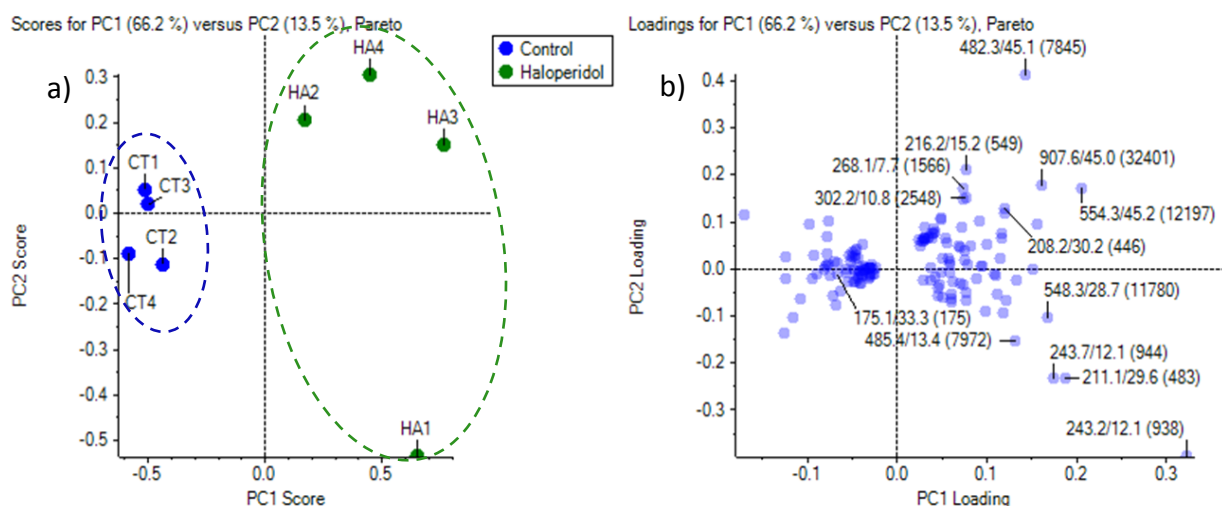 Scores for PC1 (66.2 %) versus PC2 (13.5 %), Pareto
a)
Control
Haloperidol
HA4
HA2
HA3
CT1
CT3
CT2
CT4
HA1
0.3
0.2
0.1
0.0
-0.1
-0.2
-0.3
-0.4
-0.5
PC2 Score
-0.5
0.0
0.5
PC1 Score
Loadings for PC1 (66.2 %) versus PC2 (13.5 %), Pareto
b)
482.3/45.1 (7845)
216.2/15.2 (549)
268.1/7.7 (1566)
907.6/45.0 (32401)
302.2/10.8 (2548)
554.3/45.2 (12197)
208.2/30.2 (446)
548.3/28.7 (11780)
175.1/33.3 (175)
485.4/13.4 (7972)
243.7/12.1 (944)
211.1/29.6 (483)
243.2/12.1 (938)
0.4
0.3
0.2
0.1
0.0
-0.1
-0.2
-0.3
PC2 Loading
-0.1
0.0
0.1
0.2
0.3
PC1 Loading